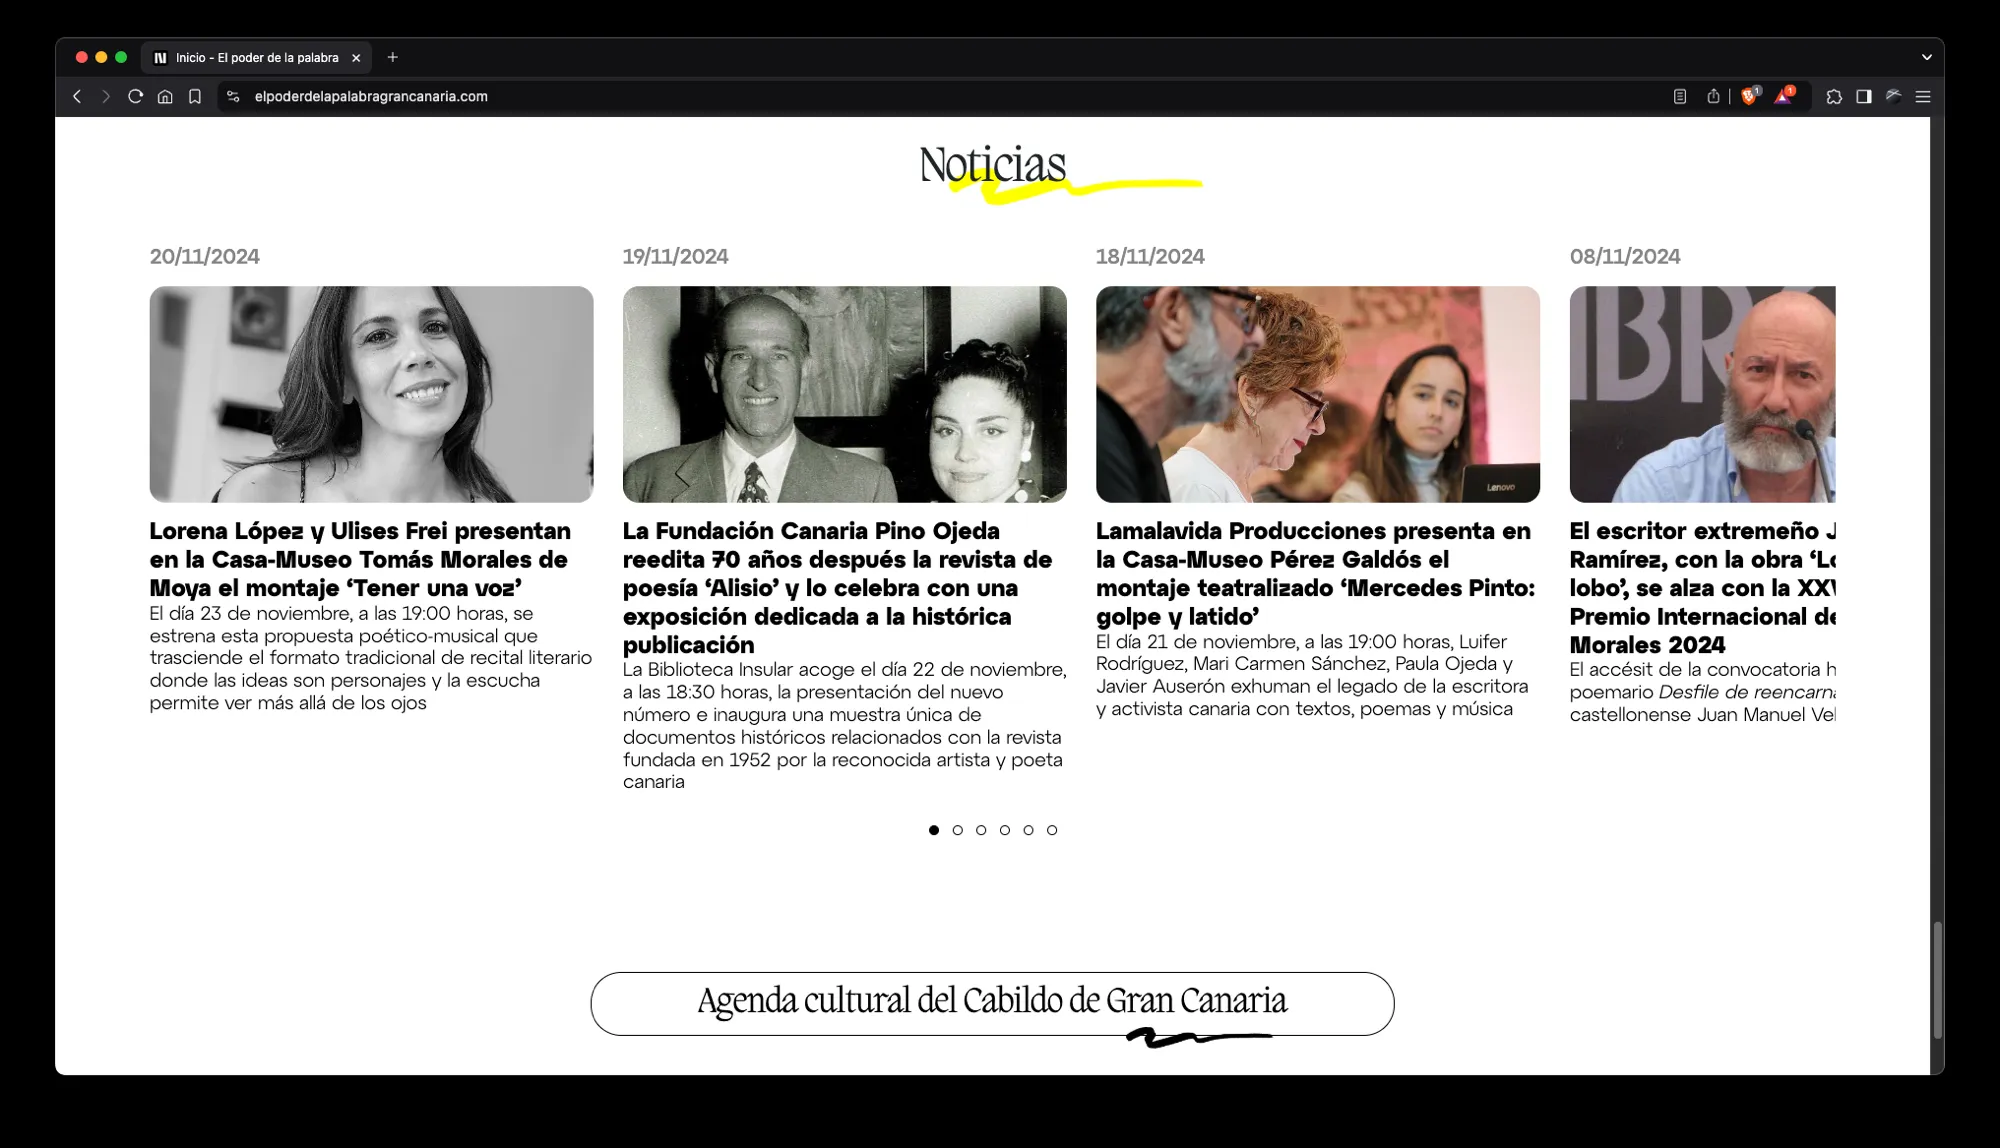 Inicio - El poder de la palabra
elpoderdelapalabragrancanaria.com
1
1
Noticias
20/11/2024
Lorena López y Ulises Frei presentan
en la Casa-Museo Tomás Morales de
Moya el montaje ‘Tener una voz’
El día 23 de noviembre, a las 19:00 horas, se
estrena esta propuesta poético-musical que
trasciende el formato tradicional de recital literario
donde las ideas son personajes y la escucha
permite ver más allá de los ojos
19/11/2024
La Fundación Canaria Pino Ojeda
reedita 70 años después la revista de
poesía ‘Alisio’ y lo celebra con una
exposición dedicada a la histórica
publicación
La Biblioteca Insular acoge el día 22 de noviembre,
a las 18:30 horas, la presentación del nuevo
número e inaugura una muestra única de
documentos históricos relacionados con la revista
fundada en 1952 por la reconocida artista y poeta
canaria
18/11/2024
Lenovo
Lamalavida Producciones presenta en
la Casa-Museo Pérez Galdós el
montaje teatralizado ‘Mercedes Pinto:
golpe y latido’
El día 21 de noviembre, a las 19:00 horas, Luifer
Rodríguez, Mari Carmen Sánchez, Paula Ojeda y
Javier Auserón exhuman el legado de la escritora
y activista canaria con textos, poemas y música
08/11/2024
IBR
El escritor extremeño
Ramírez, con la obra
lobo’, se alza con la
Premio Internacional
Morales 2024
El accésit de la convocatoria
poemario Desfile de
castellonense Juan Manuel
Agenda cultural del Cabildo de Gran Canaria